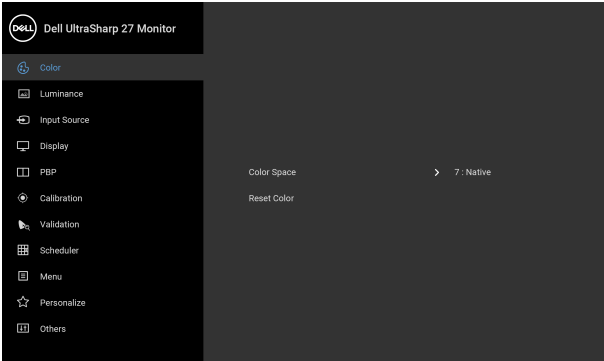 DELL
Dell UltraSharp 27 Monitor
Color
Luminance
Input Source
Display
PBP
Calibration
Validation
Scheduler
Menu
Personalize
Others
Color Space > 7 : Native
Reset Color